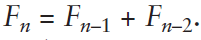 Fₙ = Fₙ₋₁ + Fₙ₋₂.